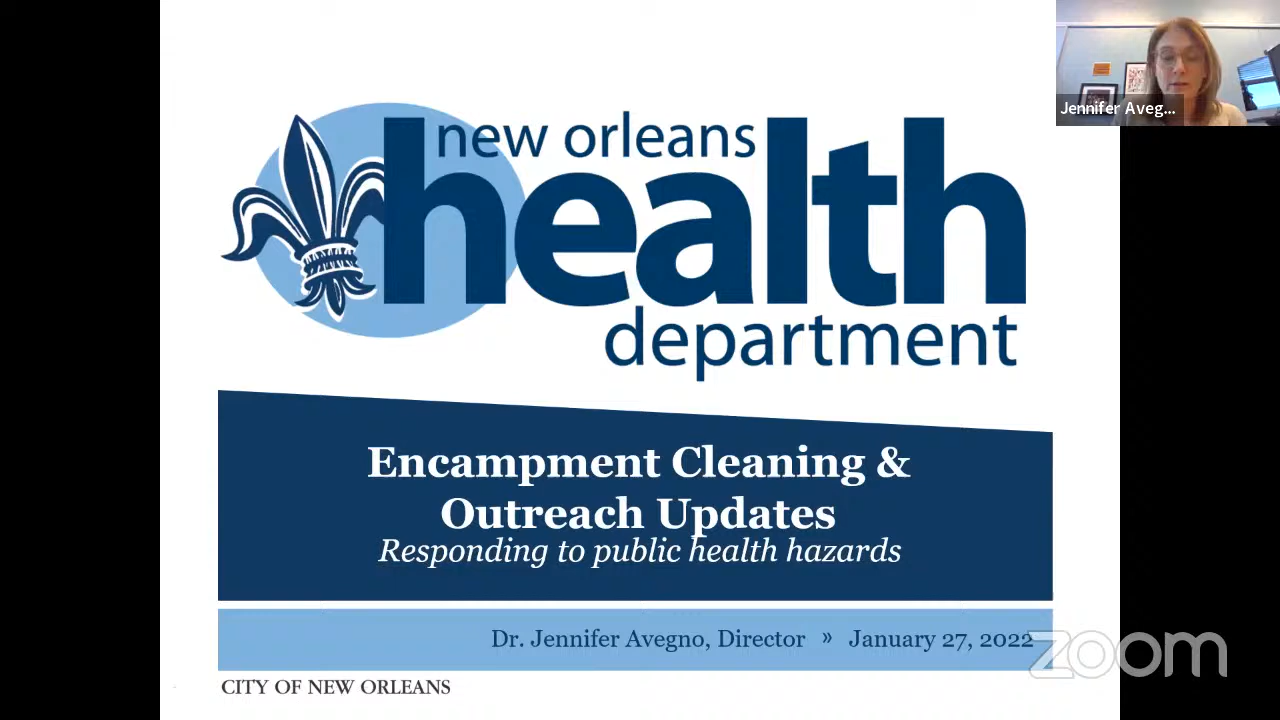 new orleans
health
department
Encampment Cleaning &
Outreach Updates
Responding to public health hazards
Dr. Jennifer Avegno, Director » January 27, 2022
CITY OF NEW ORLEANS
Jennifer Aveg...
zoom